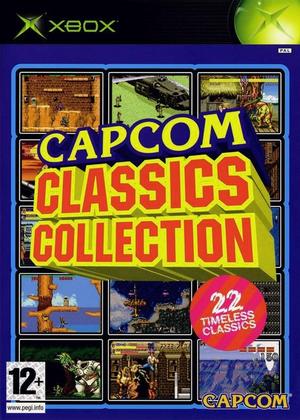 XBOX
PAL
CAPCOM
CLASSICS
COLLECTION
22
TIMELESS
CLASSICS
12+
www.pegi.info
CAPCOM